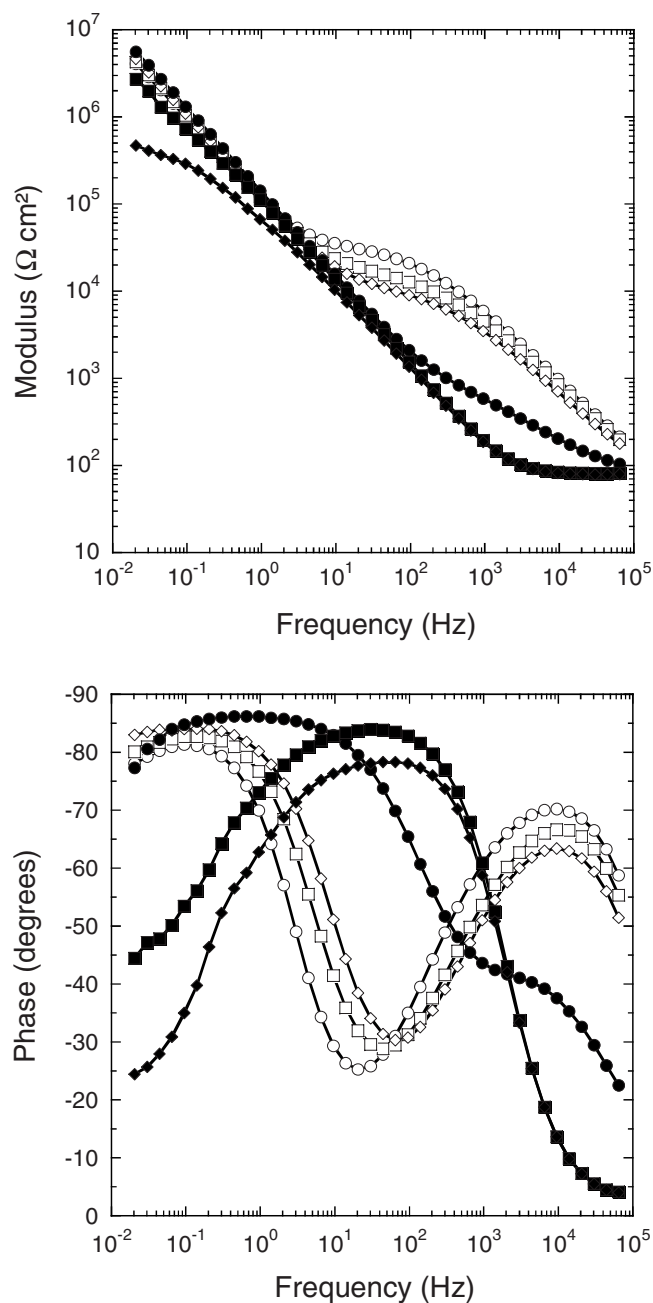 Modulus (Ω cm²)
10⁷
10⁶
10⁵
10⁴
10³
10²
10
10⁻² 10⁻¹ 10⁰ 10¹ 10² 10³ 10⁴ 10⁵
Frequency (Hz)
Phase (degrees)
-90
-80
-70
-60
-50
-40
-30
-20
-10
0
10⁻² 10⁻¹ 10⁰ 10¹ 10² 10³ 10⁴ 10⁵
Frequency (Hz)